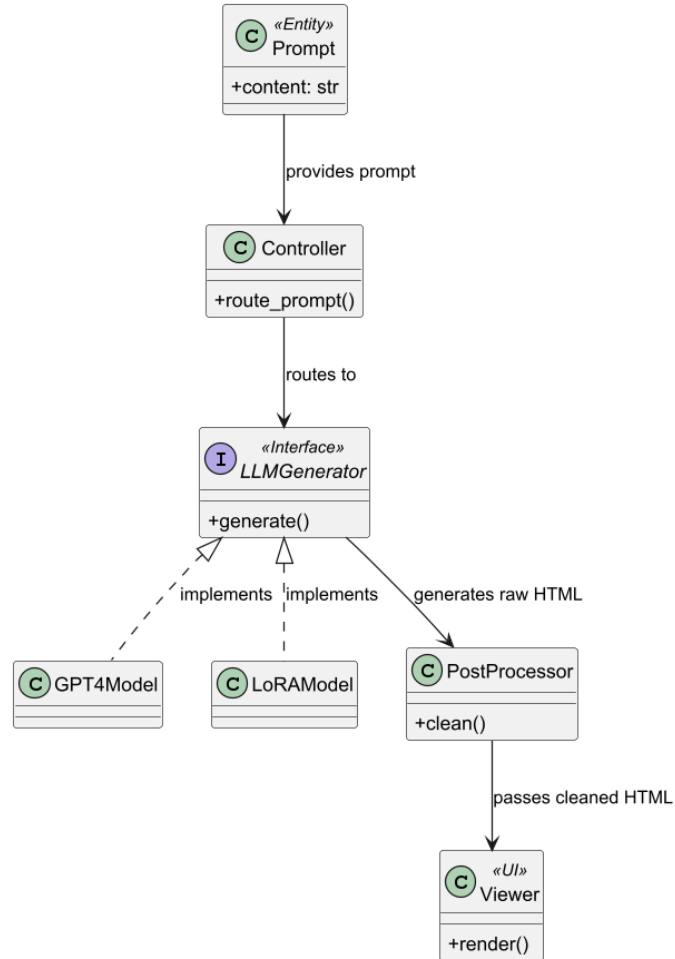 C
«Entity»
Prompt
+content: str
provides prompt
C Controller
+route_prompt()
routes to
I
«Interface»
LLMGenerator
+generate()
implements implements generates raw HTML
C GPT4Model
C LoRAModel
C PostProcessor
+clean()
passes cleaned HTML
C
«UI»
Viewer
+render()